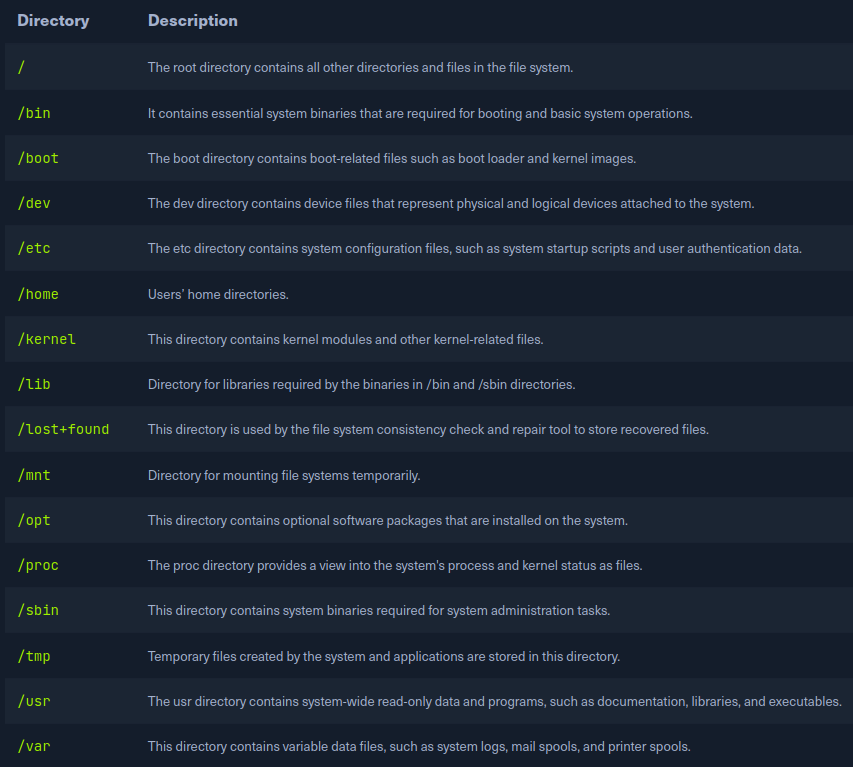 Directory Description
/ The root directory contains all other directories and files in the file system.
/bin It contains essential system binaries that are required for booting and basic system operations.
/boot The boot directory contains boot-related files such as boot loader and kernel images.
/dev The dev directory contains device files that represent physical and logical devices attached to the system.
/etc The etc directory contains system configuration files, such as system startup scripts and user authentication data.
/home Users’ home directories.
/kernel This directory contains kernel modules and other kernel-related files.
/lib Directory for libraries required by the binaries in /bin and /sbin directories.
/lost+found This directory is used by the file system consistency check and repair tool to store recovered files.
/mnt Directory for mounting file systems temporarily.
/opt This directory contains optional software packages that are installed on the system.
/proc The proc directory provides a view into the system's process and kernel status as files.
/sbin This directory contains system binaries required for system administration tasks.
/tmp Temporary files created by the system and applications are stored in this directory.
/usr The usr directory contains system-wide read-only data and programs, such as documentation, libraries, and executables.
/var This directory contains variable data files, such as system logs, mail spools, and printer spools.